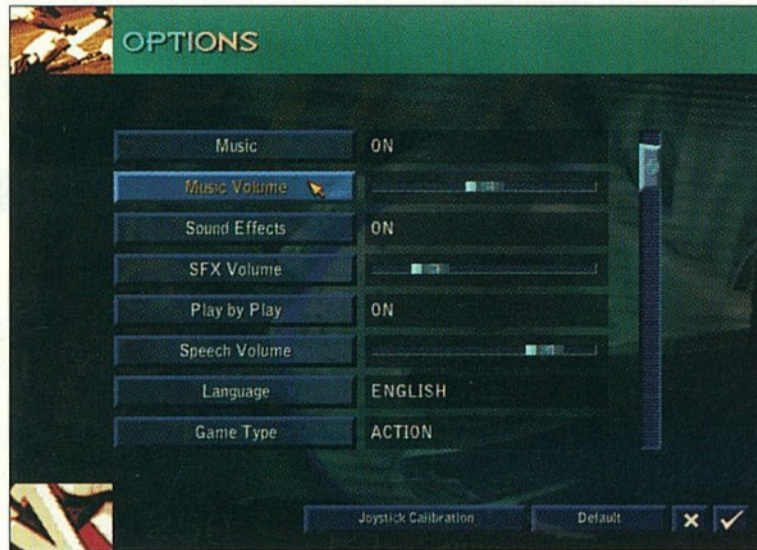 OPTIONS
Music ON
Music Volume
Sound Effects ON
SFX Volume
Play by Play ON
Speech Volume
Language ENGLISH
Game Type ACTION
Joystick Calibration Default